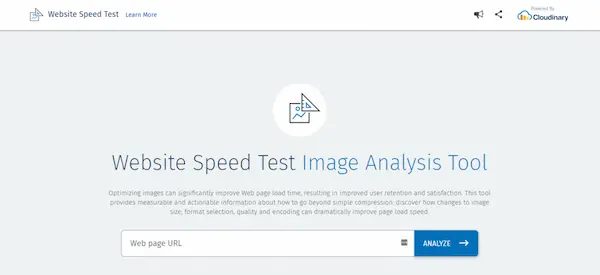 Website Speed Test Learn More
Powered by
Cloudinary
Website Speed Test Image Analysis Tool
Optimizing images can significantly improve Web page load time, resulting in improved user retention and satisfaction. This tool
provides measurable and actionable information about how to go beyond simple compression; discover how changes to image
size, format selection, quality and encoding can dramatically improve page load speed.
Web page URL
ANALYZE